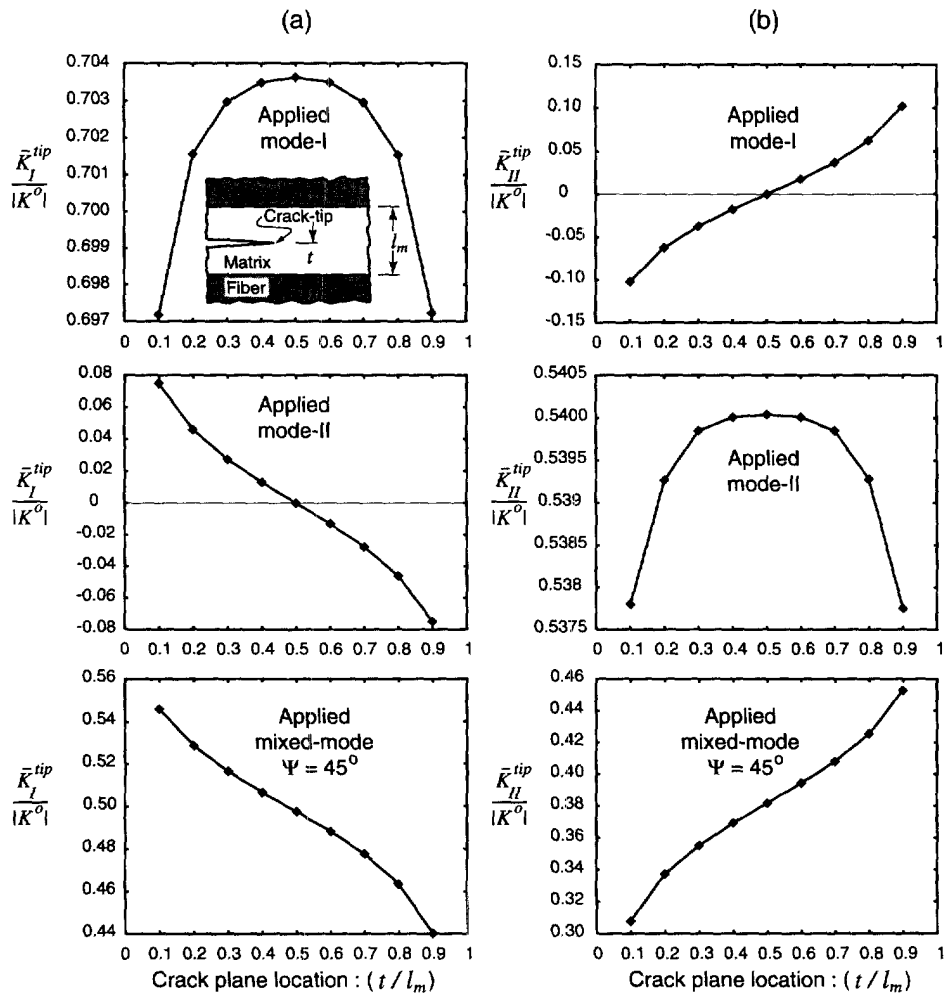 (a)
0.704
0.703
0.702
0.701
0.700
0.699
0.698
0.697
K̄_I^tip
|K^o|
Applied
mode-I
Crack-tip
t
l_m
Matrix
Fiber
0 0.1 0.2 0.3 0.4 0.5 0.6 0.7 0.8 0.9 1
(b)
0.15
0.10
0.05
0
-0.05
-0.10
-0.15
K̄_II^tip
|K^o|
Applied
mode-I
0 0.1 0.2 0.3 0.4 0.5 0.6 0.7 0.8 0.9 1
0.08
0.06
0.04
0.02
0
-0.02
-0.04
-0.06
-0.08
K̄_I^tip
|K^o|
Applied
mode-II
0 0.1 0.2 0.3 0.4 0.5 0.6 0.7 0.8 0.9 1
0.5405
0.5400
0.5395
0.539
0.5385
0.538
0.5375
K̄_II^tip
|K^o|
Applied
mode-II
0 0.1 0.2 0.3 0.4 0.5 0.6 0.7 0.8 0.9 1
0.56
0.54
0.52
0.50
0.48
0.46
0.44
K̄_I^tip
|K^o|
Applied
mixed-mode
Ψ = 45°
0 0.1 0.2 0.3 0.4 0.5 0.6 0.7 0.8 0.9 1
Crack plane location : (t / l_m)
0.46
0.44
0.42
0.40
0.38
0.36
0.34
0.32
0.30
K̄_II^tip
|K^o|
Applied
mixed-mode
Ψ = 45°
0 0.1 0.2 0.3 0.4 0.5 0.6 0.7 0.8 0.9 1
Crack plane location : (t / l_m)